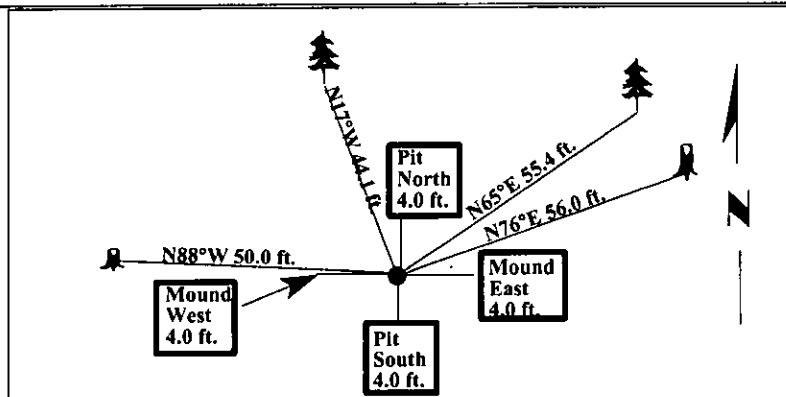 N17°W 44.1 ft.
Pit
North
4.0 ft.
N65°E 55.4 ft.
N76°E 56.0 ft.
N
N88°W 50.0 ft.
Mound
West
4.0 ft.
Mound
East
4.0 ft.
Pit
South
4.0 ft.